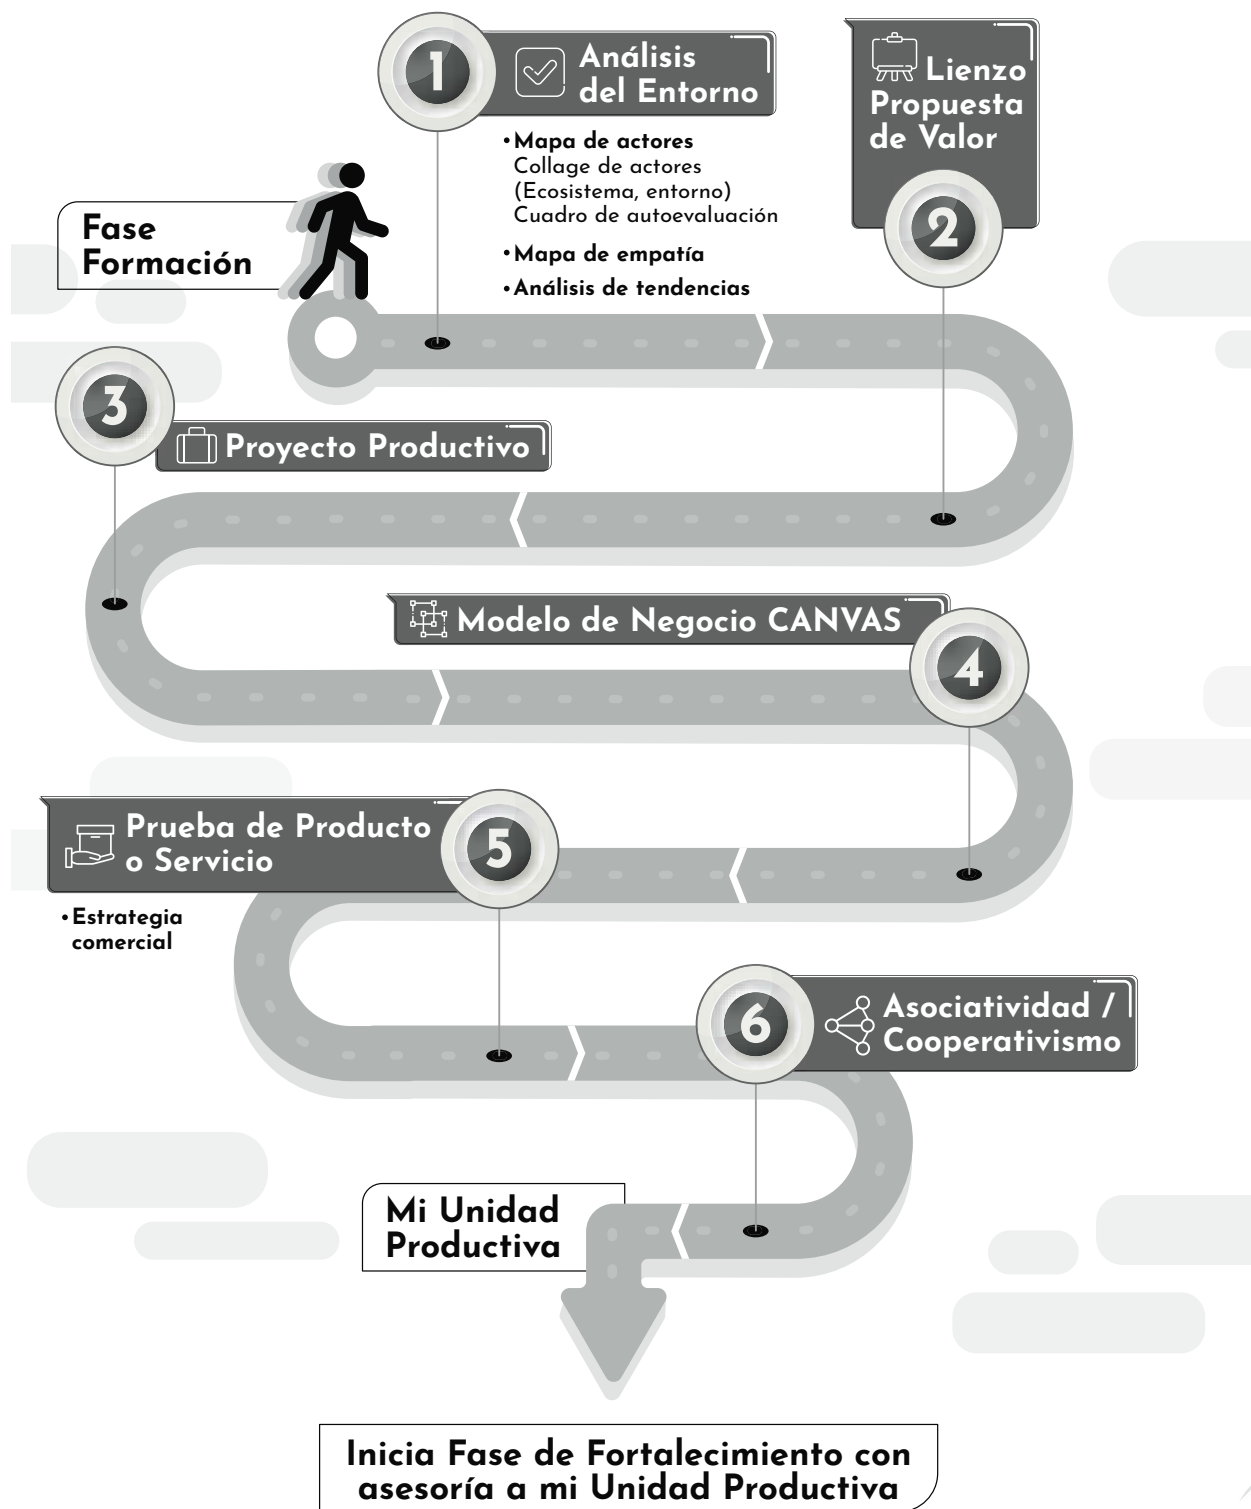 Fase
Formación
1
Análisis
del Entorno
• Mapa de actores
Collage de actores
(Ecosistema, entorno)
Cuadro de autoevaluación
• Mapa de empatía
• Análisis de tendencias
Lienzo
Propuesta
de Valor
2
3
Proyecto Productivo
Modelo de Negocio CANVAS
4
Prueba de Producto
o Servicio
5
• Estrategia
comercial
6
Asociatividad /
Cooperativismo
Mi Unidad
Productiva
Inicia Fase de Fortalecimiento con
asesoría a mi Unidad Productiva